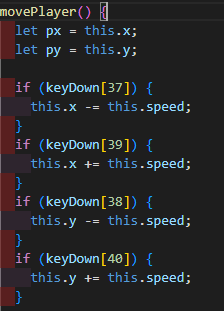 movePlayer() {
let px = this.x;
let py = this.y;
if (keyDown[37]) {
this.x -= this.speed;
}
if (keyDown[39]) {
this.x += this.speed;
}
if (keyDown[38]) {
this.y -= this.speed;
}
if (keyDown[40]) {
this.y += this.speed;
}